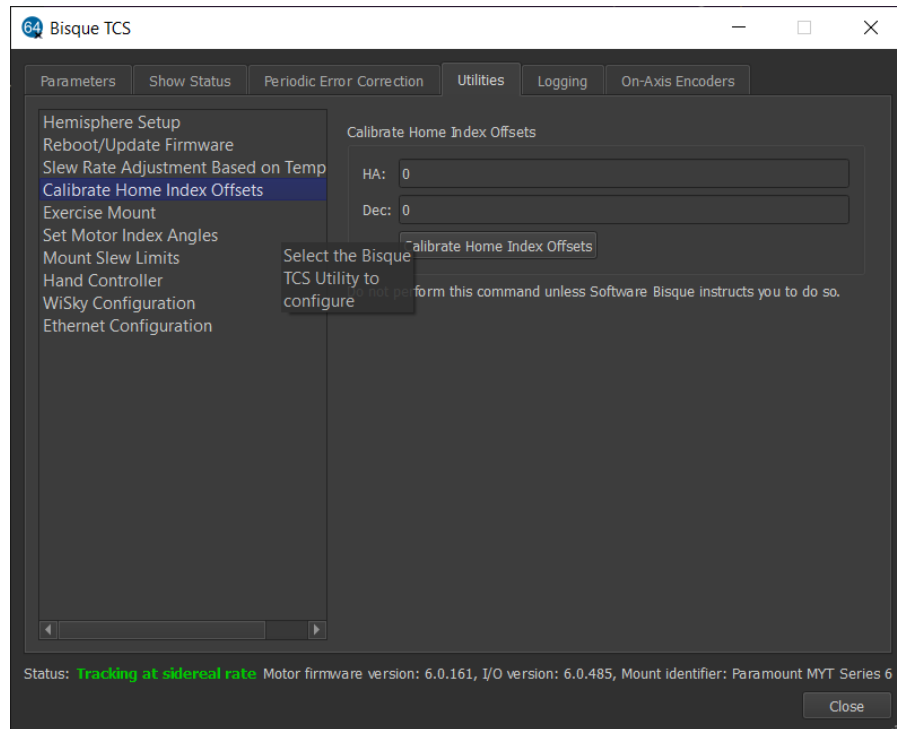 64 Bisque TCS
Parameters Show Status Periodic Error Correction Utilities Logging On-Axis Encoders
Hemisphere Setup
Reboot/Update Firmware
Slew Rate Adjustment Based on Temp
Calibrate Home Index Offsets
Exercise Mount
Set Motor Index Angles
Mount Slew Limits
Hand Controller
WiSky Configuration
Ethernet Configuration
Select the Bisque
TCS Utility to
configure
Calibrate Home Index Offsets
HA: 0
Dec: 0
Calibrate Home Index Offsets
Do not perform this command unless Software Bisque instructs you to do so.
Status: Tracking at sidereal rate Motor firmware version: 6.0.161, I/O version: 6.0.485, Mount identifier: Paramount MYT Series 6
Close